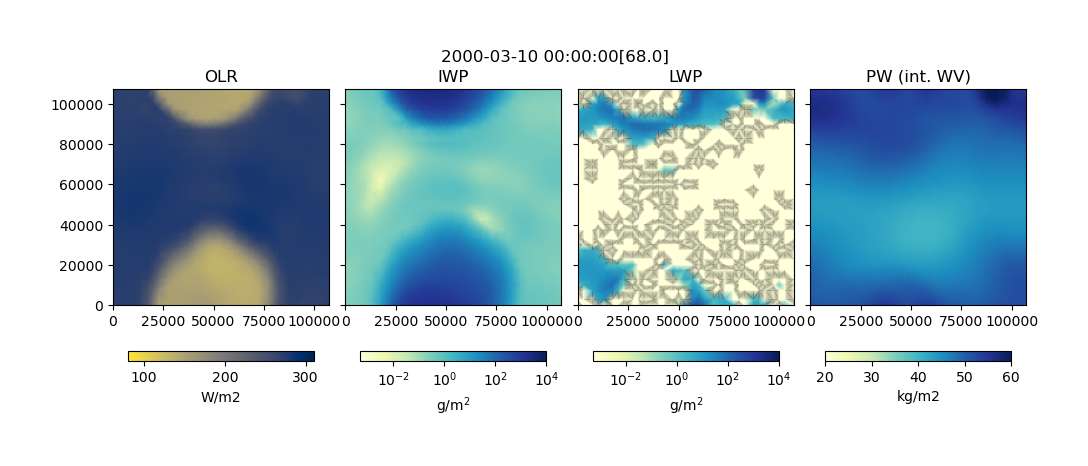 2000-03-10 00:00:00[68.0]
OLR
IWP
LWP
PW (int. WV)
100000
80000
60000
40000
20000
0
0 25000 50000 75000 100000
0 25000 50000 75000 100000
0 25000 50000 75000 100000
0 25000 50000 75000 100000
100 200 300
W/m2
10⁻² 10⁰ 10² 10⁴
g/m²
10⁻² 10⁰ 10² 10⁴
g/m²
20 30 40 50 60
kg/m2